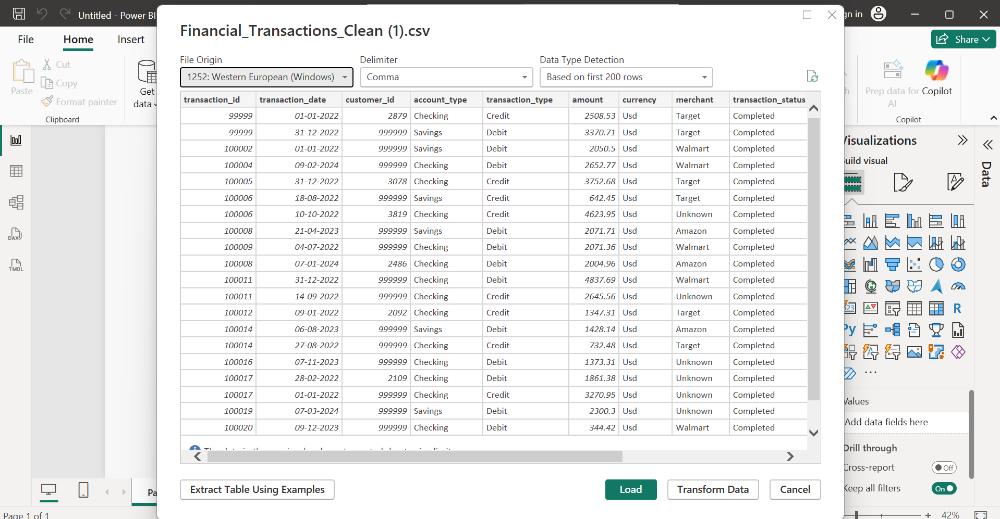 Untitled - Power BI
gn in
File Home Insert
Share
Paste
Cut
Copy
Format painter
Clipboard
Get
data
Prep data for
AI
Copilot
Copilot
Financial_Transactions_Clean (1).csv
File Origin Delimiter Data Type Detection
1252: Western European (Windows) Comma Based on first 200 rows
transaction_id transaction_date customer_id account_type transaction_type amount currency merchant transaction_status
99999 01-01-2022 2879 Checking Credit 2508.53 Usd Target Completed
99999 31-12-2022 999999 Savings Debit 3370.71 Usd Target Completed
100002 01-01-2022 999999 Savings Debit 2050.5 Usd Walmart Completed
100004 09-02-2024 999999 Checking Debit 2652.77 Usd Walmart Completed
100005 31-12-2022 3078 Checking Credit 3752.68 Usd Target Completed
100006 18-08-2022 999999 Savings Credit 642.45 Usd Target Completed
100006 10-10-2022 3819 Checking Credit 4623.95 Usd Unknown Completed
100008 21-04-2023 999999 Savings Debit 2071.71 Usd Amazon Completed
100009 04-07-2022 999999 Checking Debit 2071.36 Usd Walmart Completed
100008 07-01-2024 2486 Checking Debit 2004.96 Usd Amazon Completed
100011 31-12-2022 999999 Checking Debit 4837.69 Usd Walmart Completed
100011 14-09-2022 999999 Checking Credit 2645.56 Usd Unknown Completed
100012 09-01-2022 2092 Checking Credit 1347.31 Usd Target Completed
100014 06-08-2023 999999 Savings Debit 1428.14 Usd Amazon Completed
100014 27-08-2022 999999 Checking Credit 732.48 Usd Target Completed
100016 07-11-2023 999999 Checking Debit 1373.31 Usd Unknown Completed
100017 28-02-2022 2109 Checking Debit 1861.38 Usd Unknown Completed
100017 01-01-2022 999999 Checking Credit 3270.95 Usd Unknown Completed
100019 07-03-2024 999999 Savings Debit 2300.3 Usd Unknown Completed
100020 09-12-2023 999999 Checking Debit 344.42 Usd Walmart Completed
Extract Table Using Examples Load Transform Data Cancel
DAX
TMDL
Visualizations
uild visual
Data
123
R
Py
...
Values
Add data fields here
Drill through
Cross-report Off
Keep all filters On
Pa
Page 1 of 1
42%